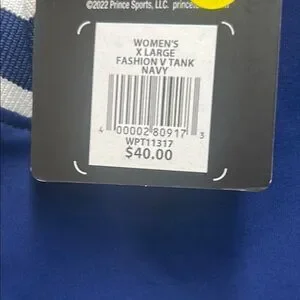 ©2022 Prince Sports, LLC.
WOMEN'S
X LARGE
FASHION V TANK
NAVY
4 00002 80917 3
WPT11317
$40.00